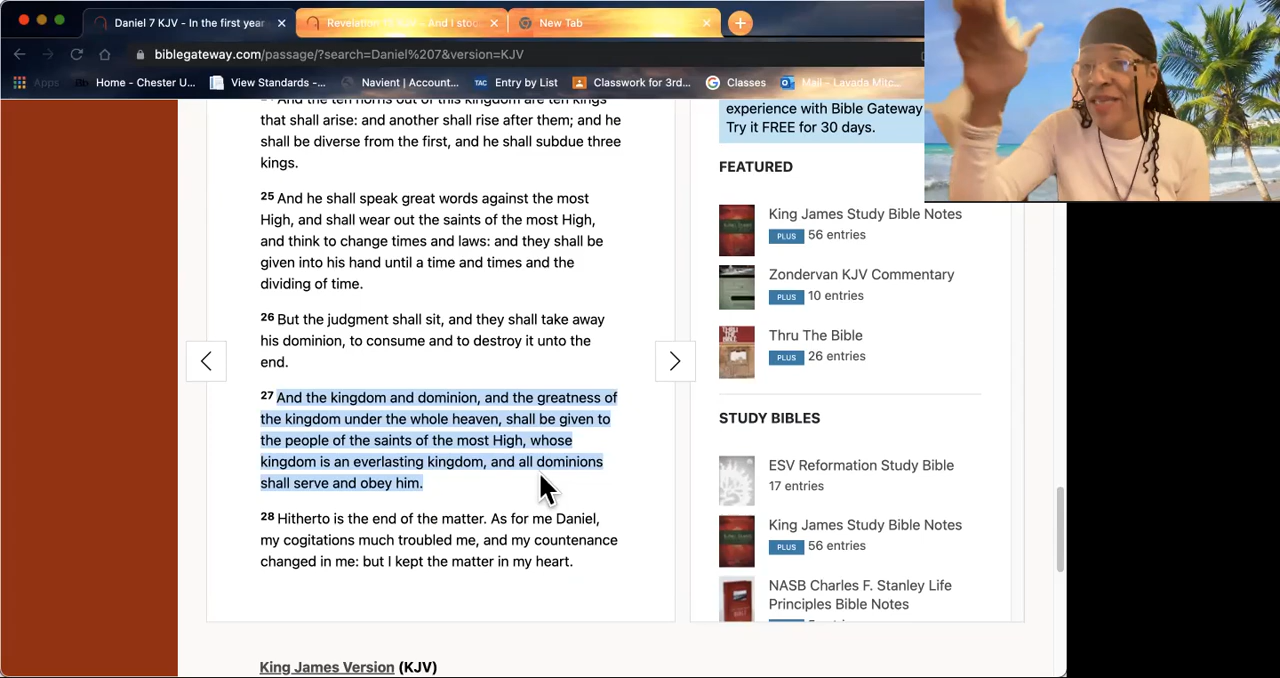 Daniel 7 KJV - In the first year
Revelation
KJV - And I stoo
New Tab
biblegateway.com/passage/?search=Daniel%207&version=KJV
Apps
Home - Chester U...
View Standards -...
Navient | Account...
TAC
Entry by List
Classwork for 3rd...
Classes
Mail – Lavada Mitc...
And the ten horns out of this kingdom are ten kings
that shall arise: and another shall rise after them; and he
shall be diverse from the first, and he shall subdue three
kings.
25 And he shall speak great words against the most
High, and shall wear out the saints of the most High,
and think to change times and laws: and they shall be
given into his hand until a time and times and the
dividing of time.
26 But the judgment shall sit, and they shall take away
his dominion, to consume and to destroy it unto the
end.
27 And the kingdom and dominion, and the greatness of
the kingdom under the whole heaven, shall be given to
the people of the saints of the most High, whose
kingdom is an everlasting kingdom, and all dominions
shall serve and obey him.
28 Hitherto is the end of the matter. As for me Daniel,
my cogitations much troubled me, and my countenance
changed in me: but I kept the matter in my heart.
King James Version (KJV)
experience with Bible Gateway
Try it FREE for 30 days.
FEATURED
King James Study Bible Notes
PLUS 56 entries
Zondervan KJV Commentary
PLUS 10 entries
Thru The Bible
PLUS 26 entries
STUDY BIBLES
ESV Reformation Study Bible
17 entries
King James Study Bible Notes
PLUS 56 entries
NASB Charles F. Stanley Life
Principles Bible Notes